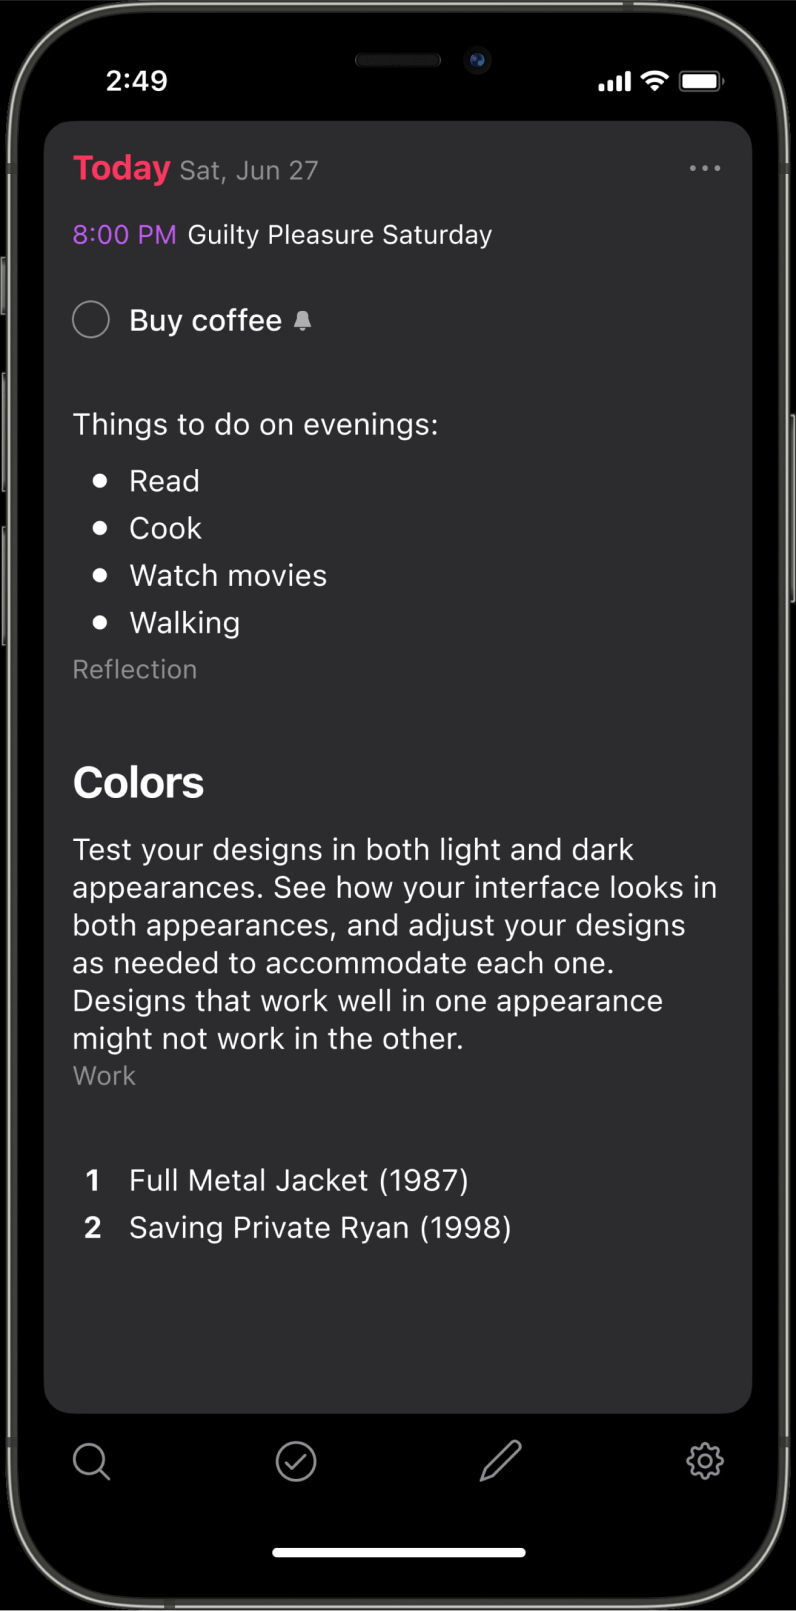 2:49
Today Sat, Jun 27
8:00 PM Guilty Pleasure Saturday
Buy coffee
Things to do on evenings:
• Read
• Cook
• Watch movies
• Walking
Reflection
Colors
Test your designs in both light and dark
appearances. See how your interface looks in
both appearances, and adjust your designs
as needed to accommodate each one.
Designs that work well in one appearance
might not work in the other.
Work
1 Full Metal Jacket (1987)
2 Saving Private Ryan (1998)